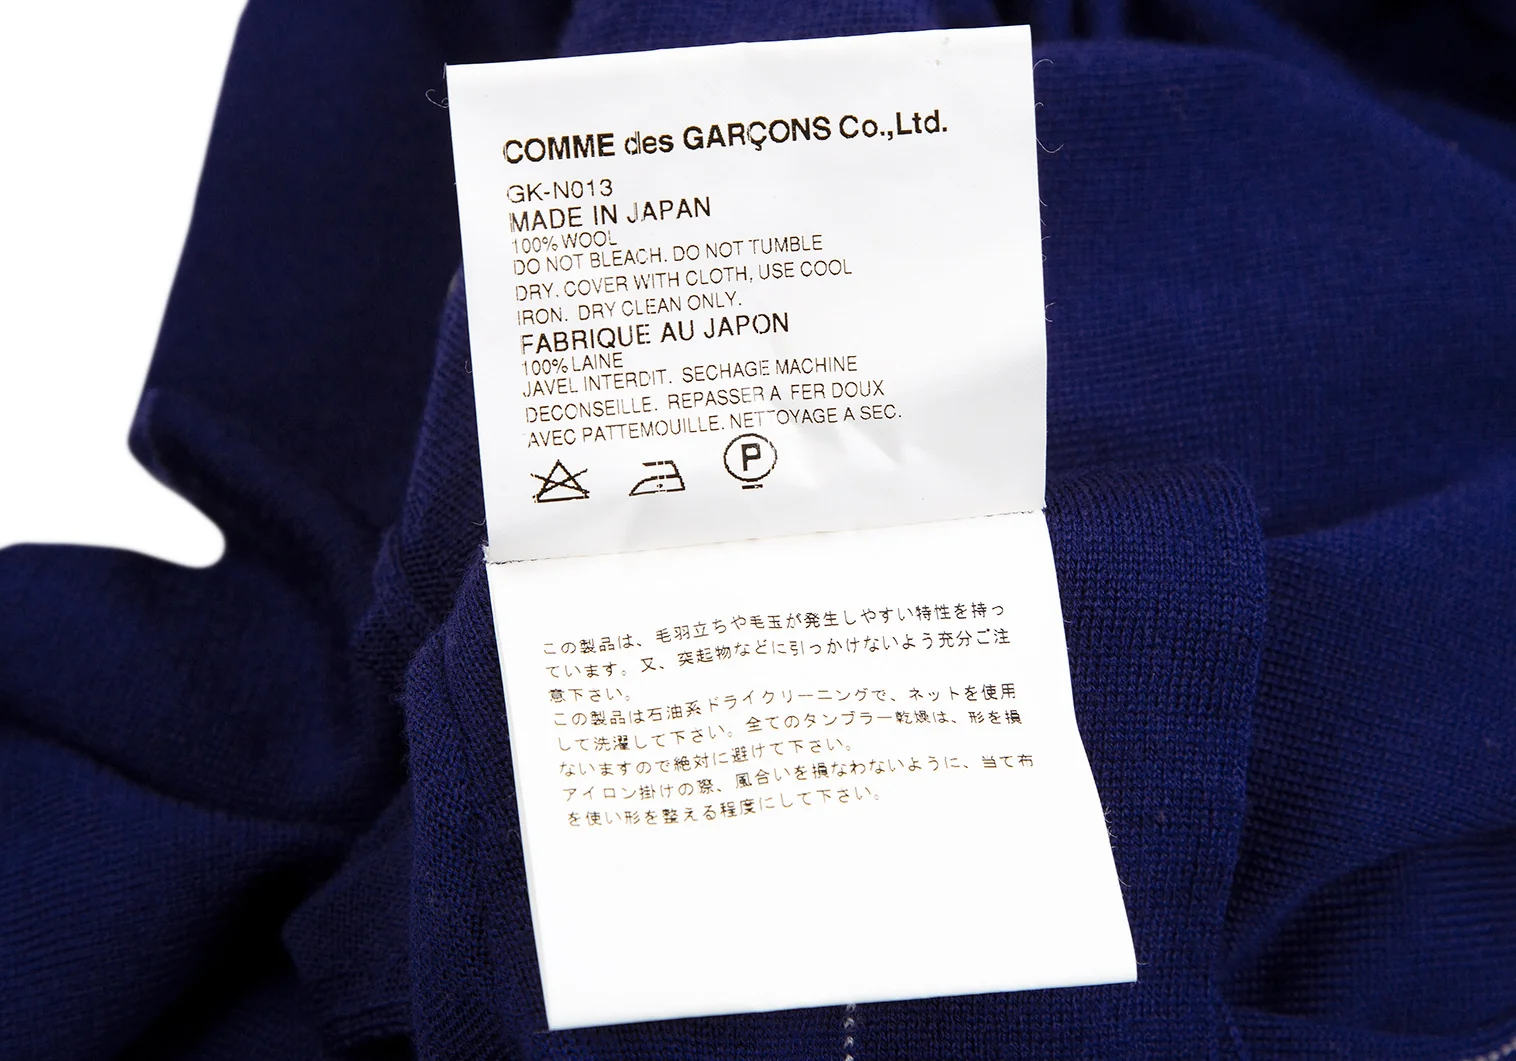 COMME des GARÇONS Co.,Ltd.
GK-N013
MADE IN JAPAN
100% WOOL
DO NOT BLEACH. DO NOT TUMBLE
DRY. COVER WITH CLOTH, USE COOL
IRON. DRY CLEAN ONLY.
FABRIQUE AU JAPON
100% LAINE
JAVEL INTERDIT. SECHAGE MACHINE
DECONSEILLE. REPASSER A FER DOUX
AVEC PATTEMOUILLE. NETTOYAGE A SEC.
P
この製品は、毛羽立ちや毛玉が発生しやすい特性を持っ
ています。又、突起物などに引っかけないよう充分ご注
意下さい。
この製品は石油系ドライクリーニングで、ネットを使用
して洗濯して下さい。全てのタンブラー乾燥は、形を損
ないますので絶対に避けて下さい。
アイロン掛けの際、風合いを損なわないように、当て布
を使い形を整える程度にして下さい。